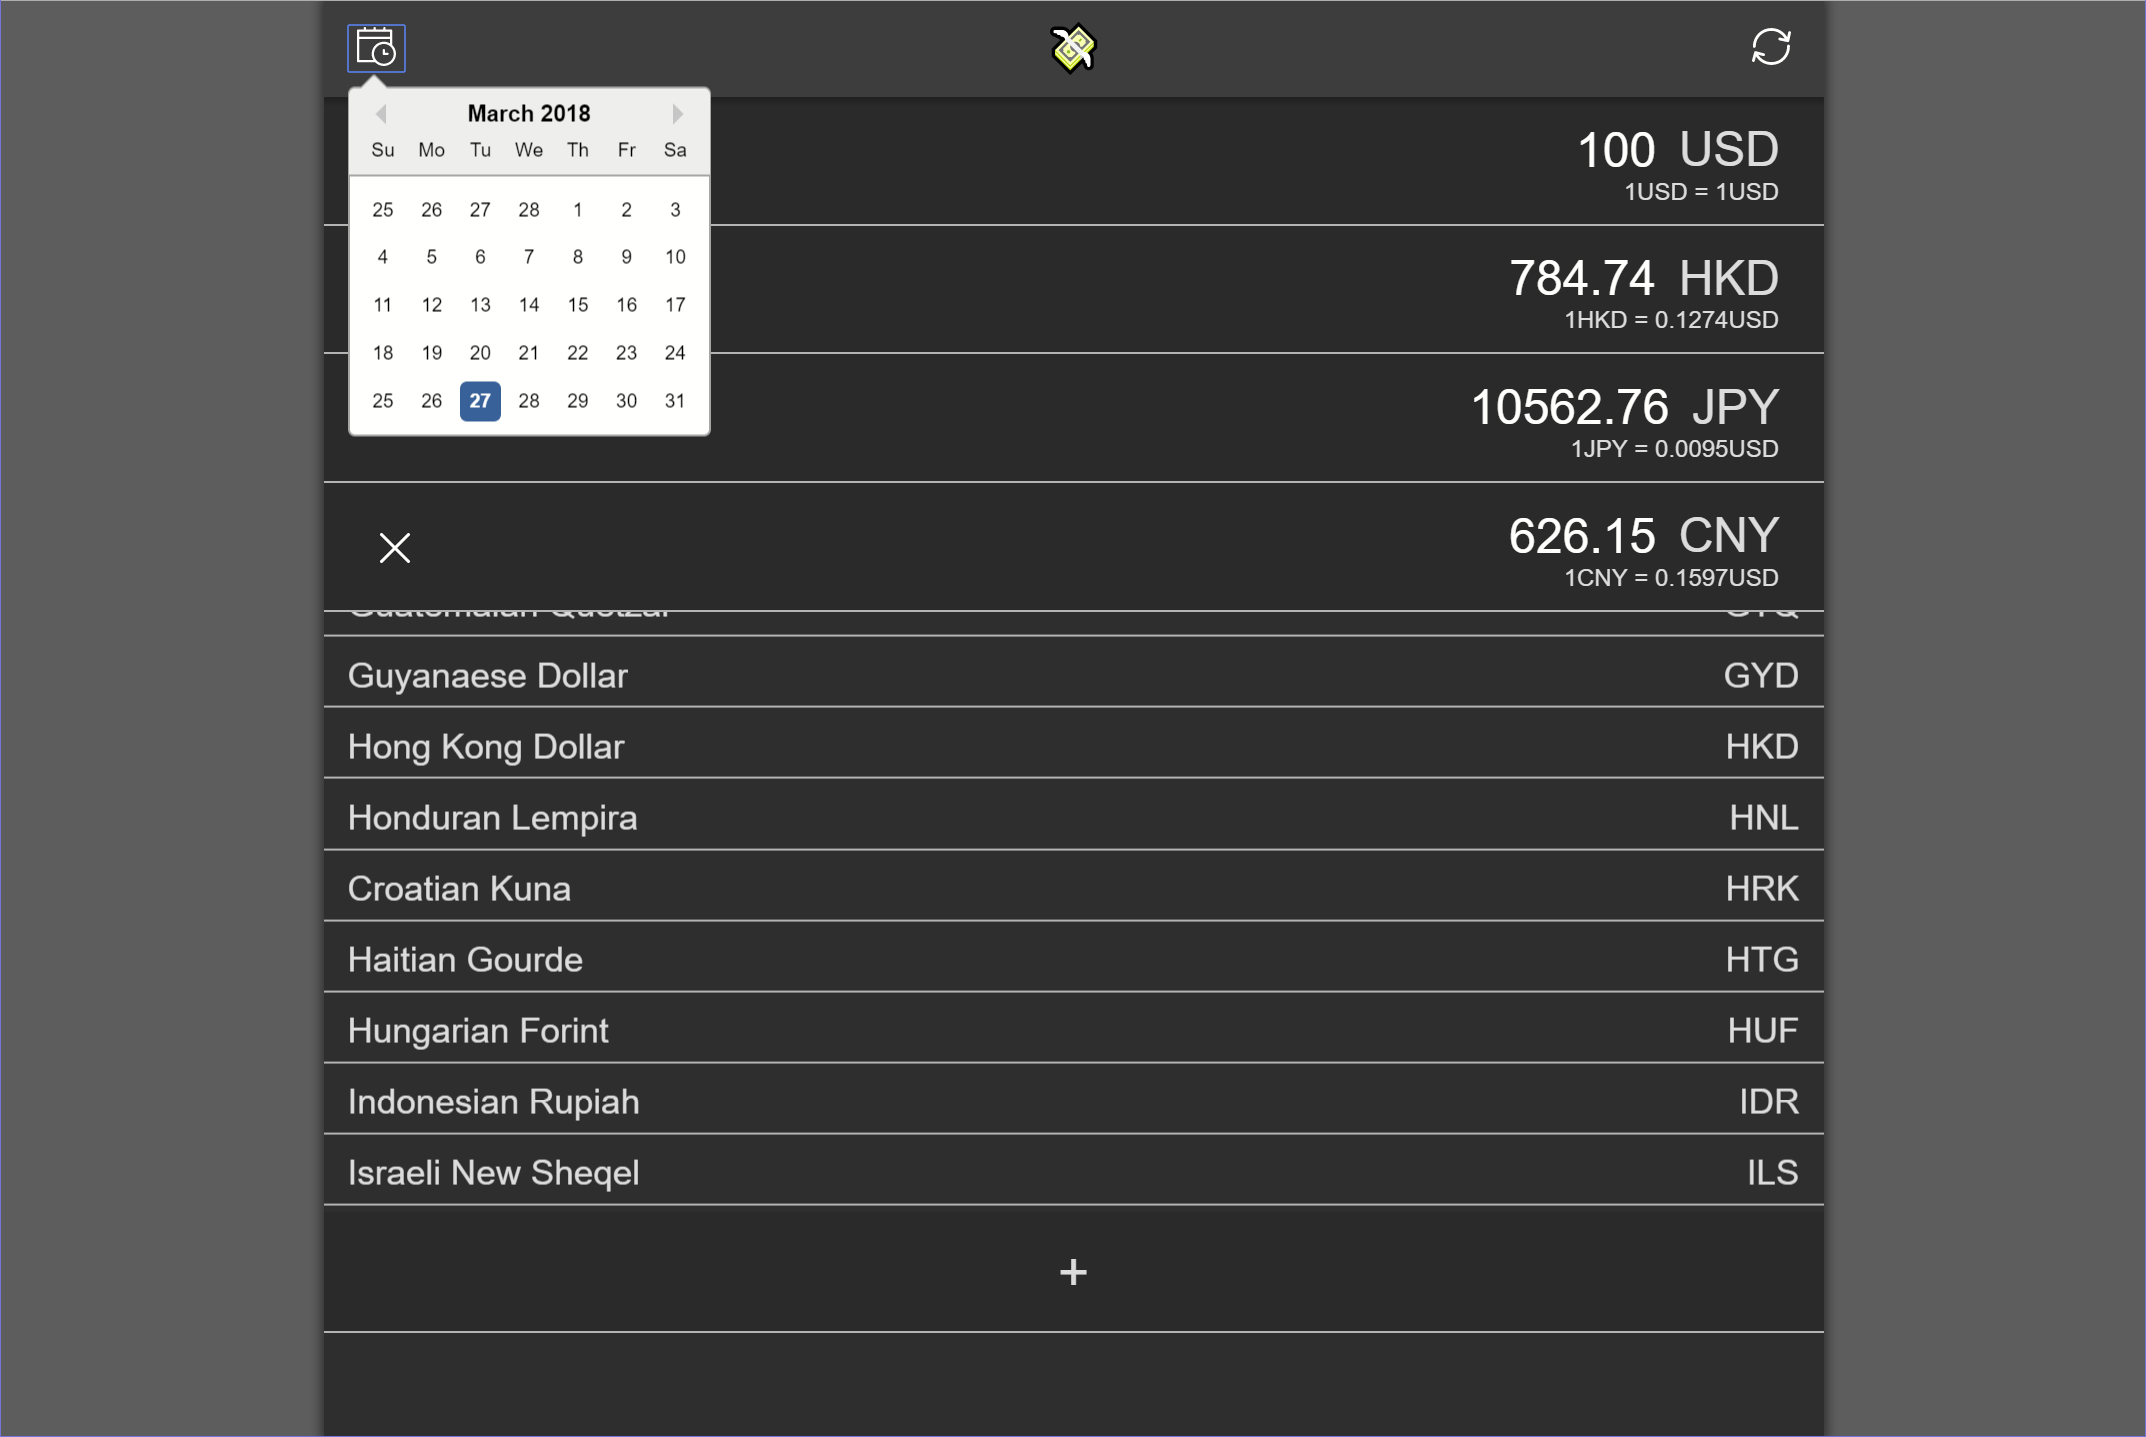 March 2018
Su Mo Tu We Th Fr Sa
25 26 27 28 1 2 3
4 5 6 7 8 9 10
11 12 13 14 15 16 17
18 19 20 21 22 23 24
25 26 27 28 29 30 31
100 USD
1USD = 1USD
784.74 HKD
1HKD = 0.1274USD
10562.76 JPY
1JPY = 0.0095USD
626.15 CNY
1CNY = 0.1597USD
Guatemalan Quetzal GTQ
Guyanaese Dollar GYD
Hong Kong Dollar HKD
Honduran Lempira HNL
Croatian Kuna HRK
Haitian Gourde HTG
Hungarian Forint HUF
Indonesian Rupiah IDR
Israeli New Sheqel ILS
+